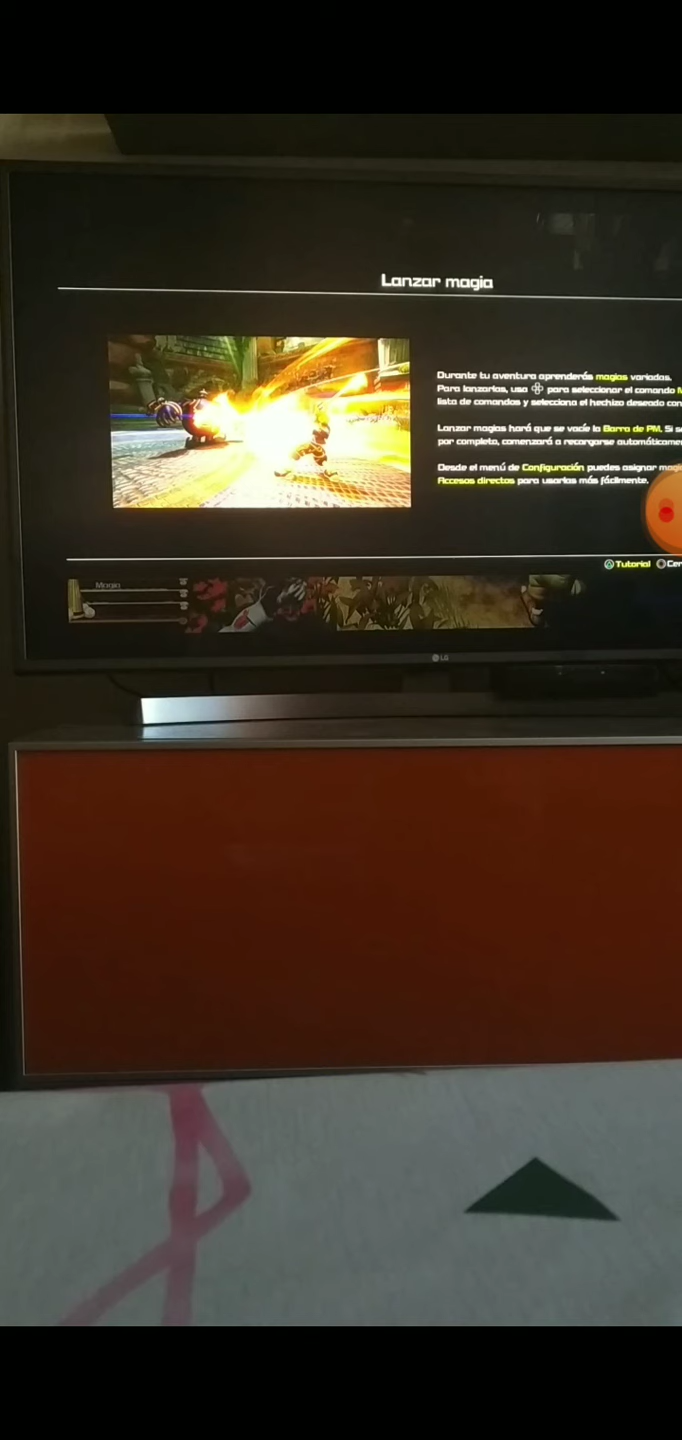 Lanzar magia
Durante tu aventura aprenderás magias variadas.
Para lanzarlas, usa para seleccionar el comando M
lista de comandos y selecciona el hechizo deseado con
Lanzar magias hará que se vacíe la Barra de PM. Si se
por completo, comenzará a recargarse automáticame
Desde el menú de Configuración puedes asignar magi
Accesos directos para usarlas más fácilmente.
Tutorial Cer
Magia
LG